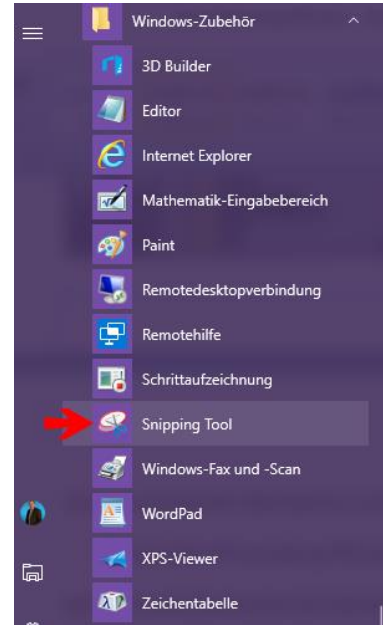 Windows-Zubehör
3D Builder
Editor
Internet Explorer
Mathematik-Eingabebereich
Paint
Remotedesktopverbindung
Remotehilfe
Schrittaufzeichnung
Snipping Tool
Windows-Fax und -Scan
WordPad
XPS-Viewer
Zeichentabelle